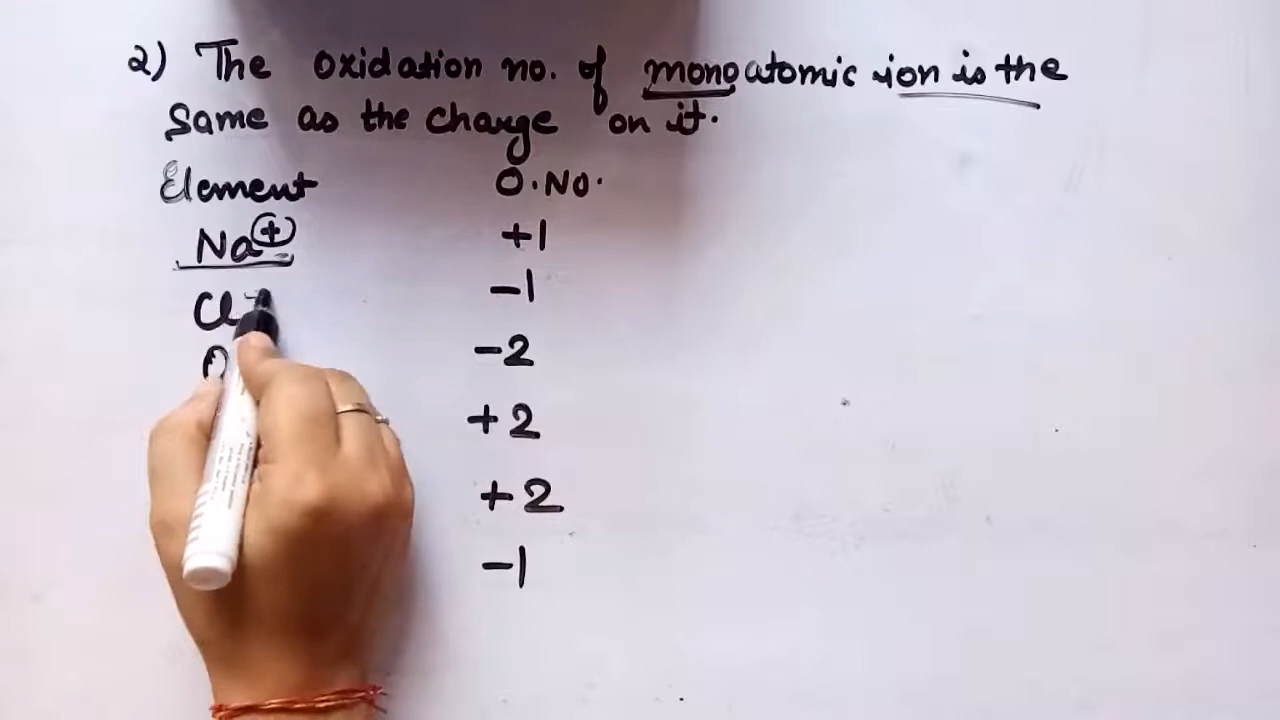 2) The oxidation no. of monoatomic ion is the
Same as the charge on it.
Element O.No.
Na+ +1
Cl -1
O -2
+2
+2
-1